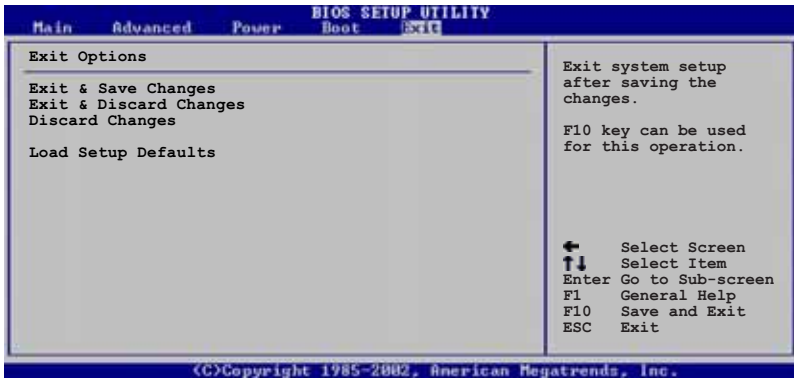 BIOS SETUP UTILITY
Main Advanced Power Boot Exit
Exit Options
Exit & Save Changes
Exit & Discard Changes
Discard Changes
Load Setup Defaults
Exit system setup
after saving the
changes.
F10 key can be used
for this operation.
← Select Screen
↑↓ Select Item
Enter Go to Sub-screen
F1 General Help
F10 Save and Exit
ESC Exit
(C)Copyright 1985-2002, American Megatrends, Inc.